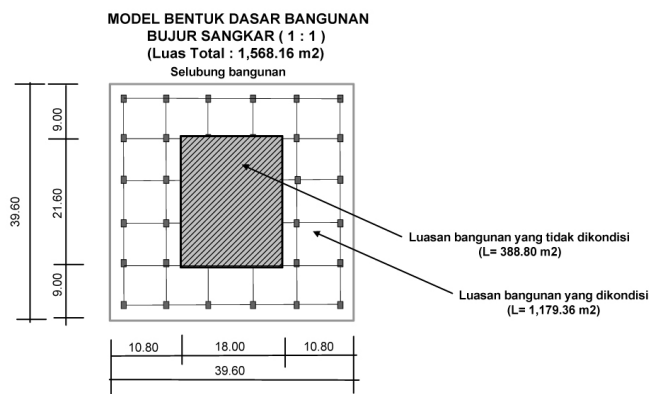 MODEL BENTUK DASAR BANGUNAN
BUJUR SANGKAR ( 1 : 1 )
(Luas Total : 1,568.16 m2)
Selubung bangunan
9.00
21.60
39.60
9.00
Luasan bangunan yang tidak dikondisi
(L= 388.80 m2)
Luasan bangunan yang dikondisi
(L= 1,179.36 m2)
10.80
18.00
10.80
39.60